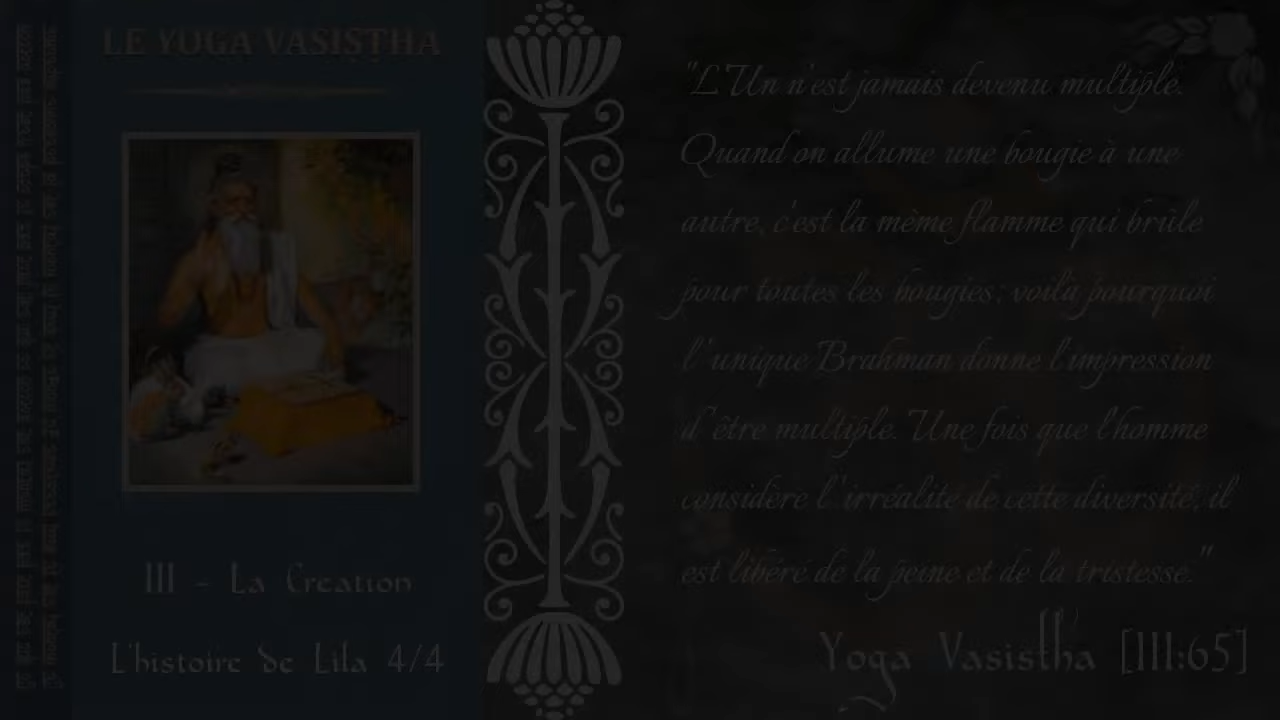 LE YOGA VASISTHA
III - La Creation
L'histoire de Lila 4/4
"L'Un n'est jamais devenu multiple.
Quand on allume une bougie à une
autre, c'est la même flamme qui brûle
pour toutes les bougies; voilà pourquoi
l'unique Brahman donne l'impression
d'être multiple. Une fois que l'homme
considère l'irréalité de cette diversité, il
est libéré de la peine et de la tristesse."
Yoga Vasistha [III:65]